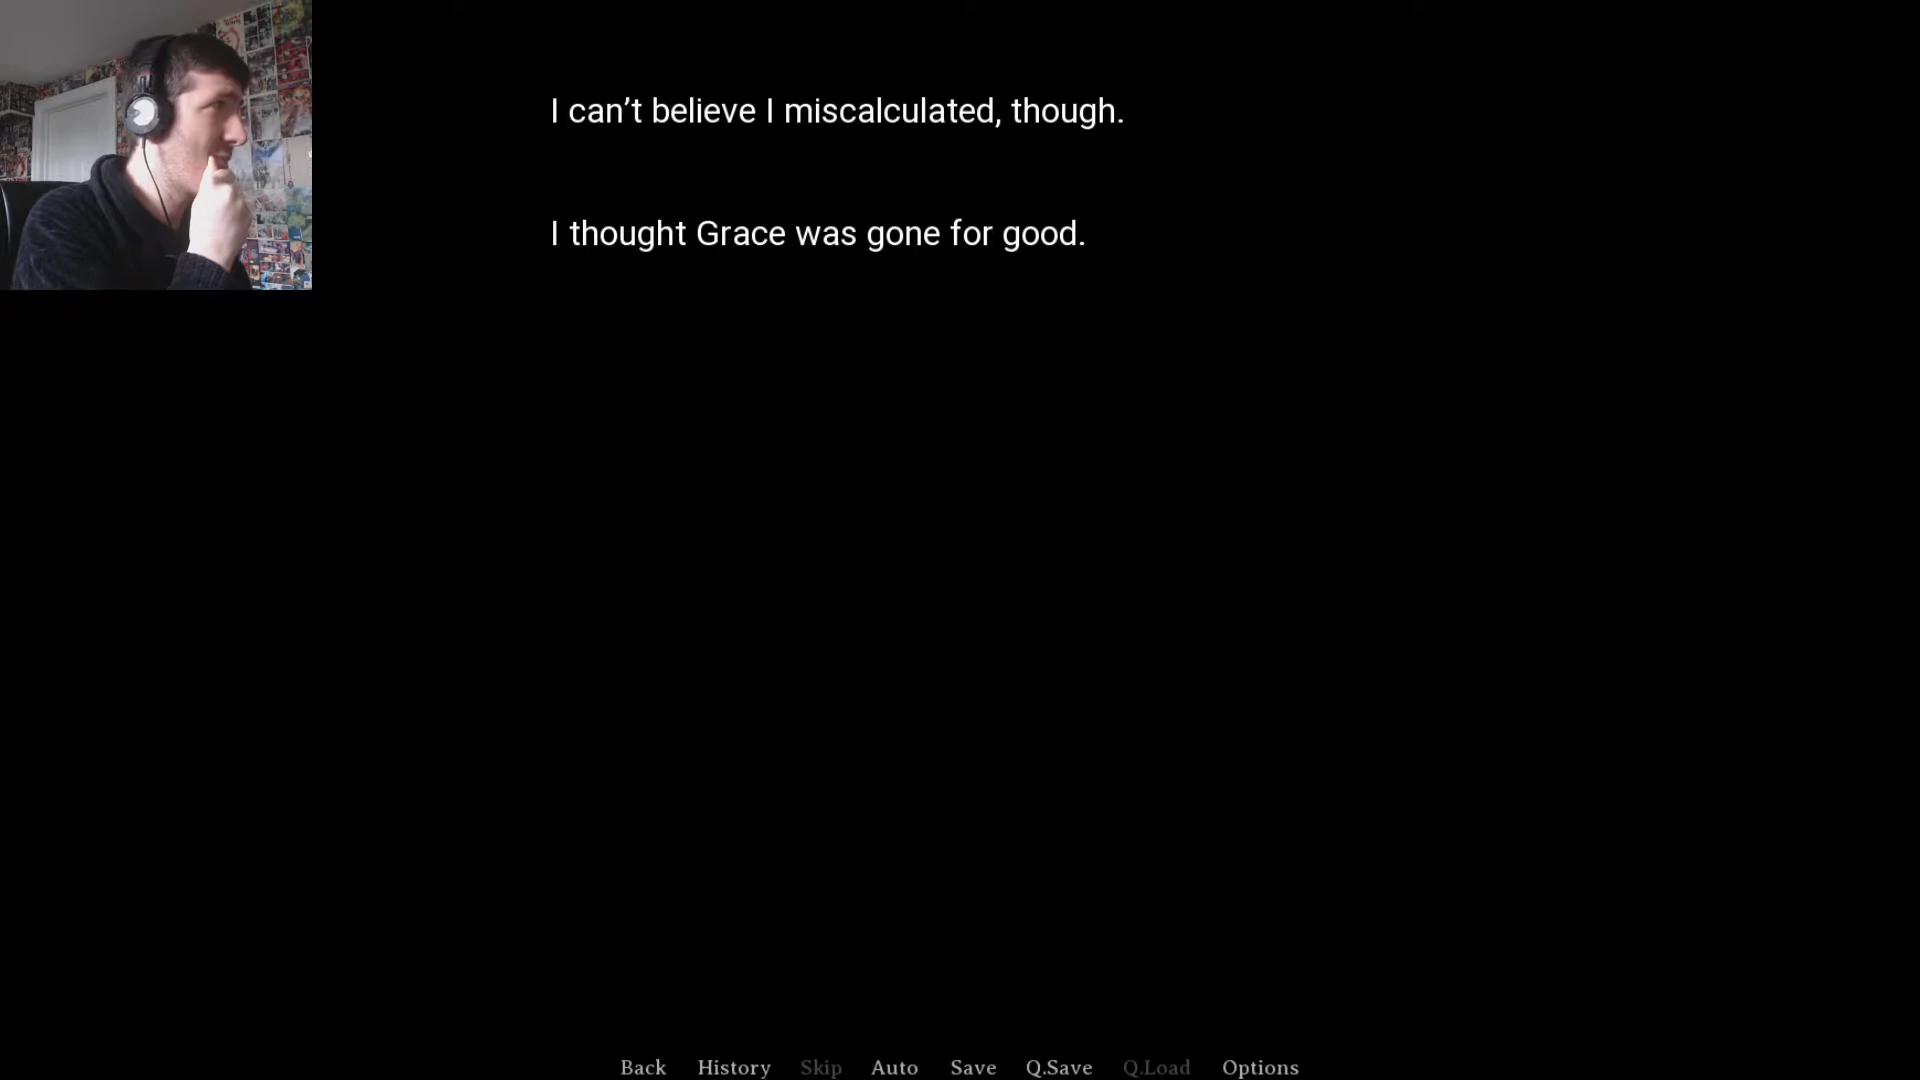 I can’t believe I miscalculated, though.
I thought Grace was gone for good.
Back History Skip Auto Save Q.Save Q.Load Options